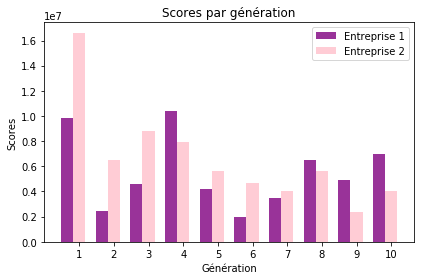 Scores par génération
1e7
Entreprise 1
Entreprise 2
1.6
1.4
1.2
1.0
0.8
0.6
0.4
0.2
0.0
Scores
1 2 3 4 5 6 7 8 9 10
Génération